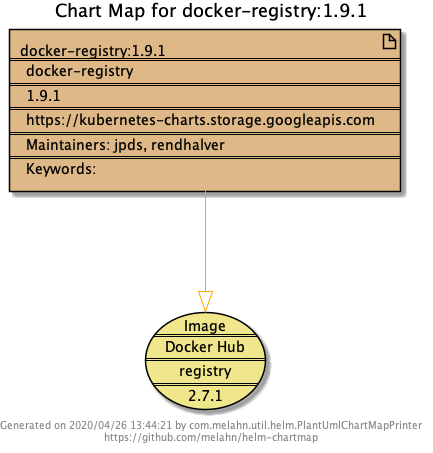 Chart Map for docker-registry:1.9.1
docker-registry:1.9.1
docker-registry
1.9.1
https://kubernetes-charts.storage.googleapis.com
Maintainers: jpds, rendhalver
Keywords:
Image
Docker Hub
registry
2.7.1
Generated on 2020/04/26 13:44:21 by com.melahn.util.helm.PlantUmlChartMapPrinter
https://github.com/melahn/helm-chartmap